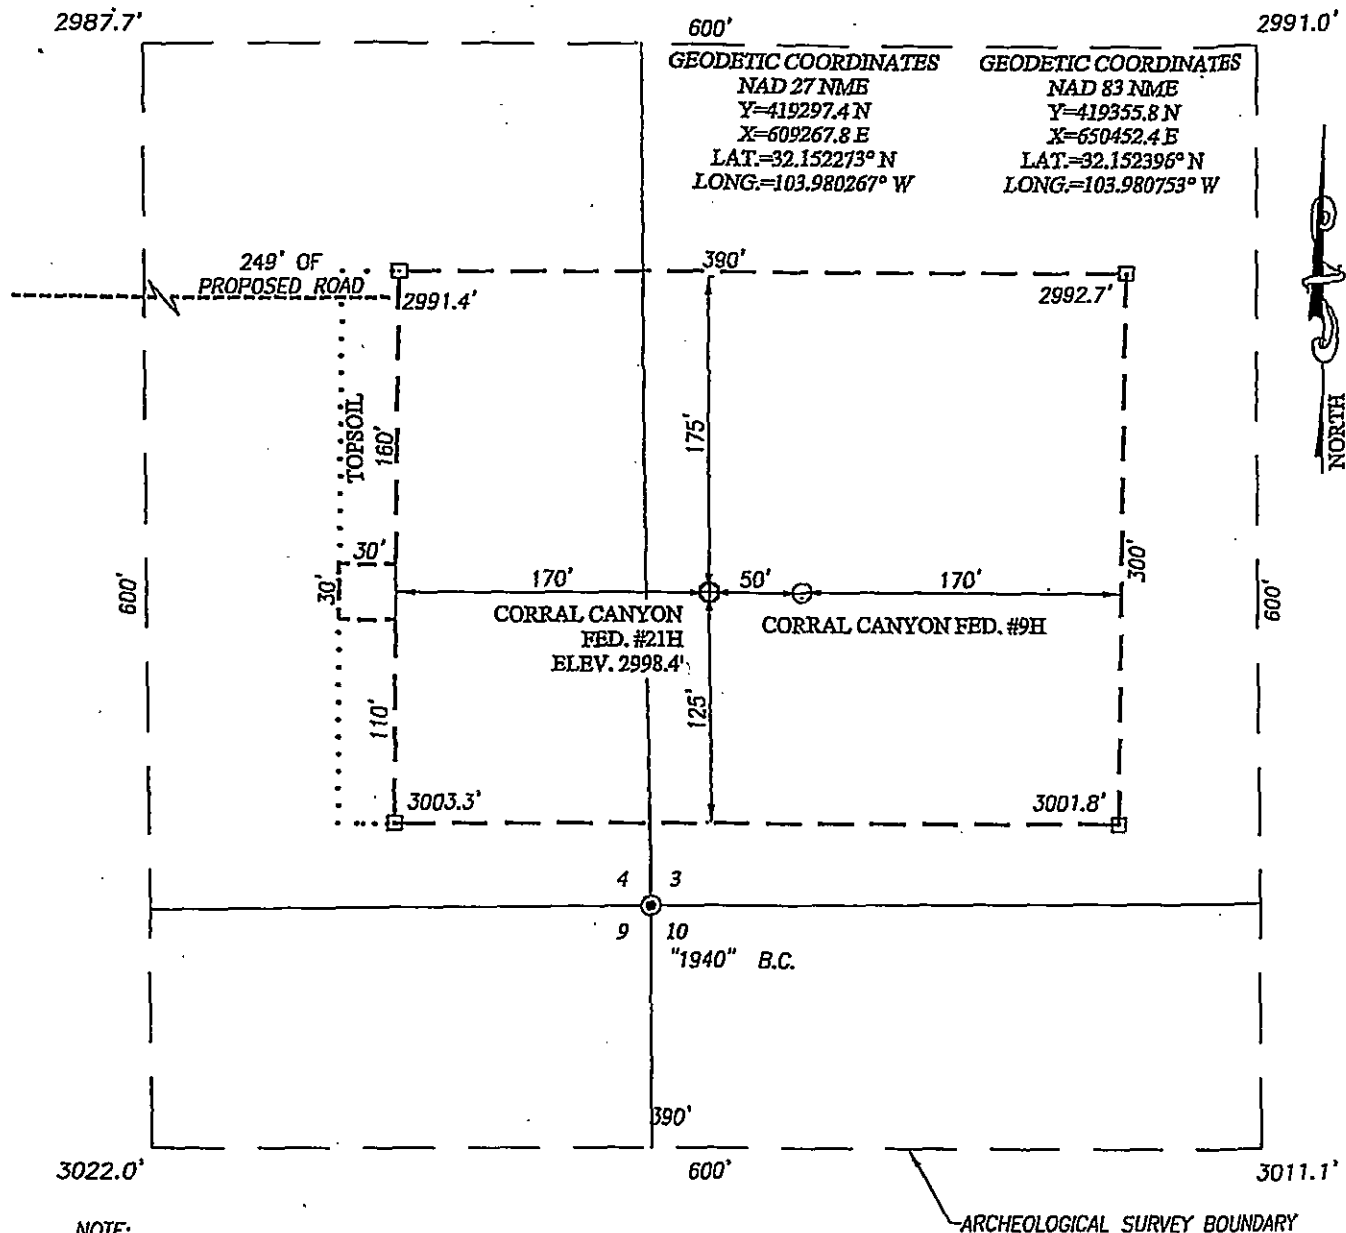 2987.7'
600'
2991.0'
GEODETIC COORDINATES
NAD 27 NME
Y=419297.4 N
X=609267.8 E
LAT.=32.152273° N
LONG.=103.980267° W
GEODETIC COORDINATES
NAD 83 NME
Y=419355.8 N
X=650452.4 E
LAT.=32.152396° N
LONG.=103.980753° W
249' OF
PROPOSED ROAD
390'
2991.4'
2992.7'
NORTH
TOPSOIL
160'
175'
30'
30'
600'
170'
50'
170'
300'
600'
CORRAL CANYON
FED. #21H
ELEV. 2998.4'
CORRAL CANYON FED. #9H
110'
125'
3003.3'
3001.8'
4
3
9
10
"1940" B.C.
390'
3022.0'
600'
3011.1'
NOTE:
ARCHEOLOGICAL SURVEY BOUNDARY